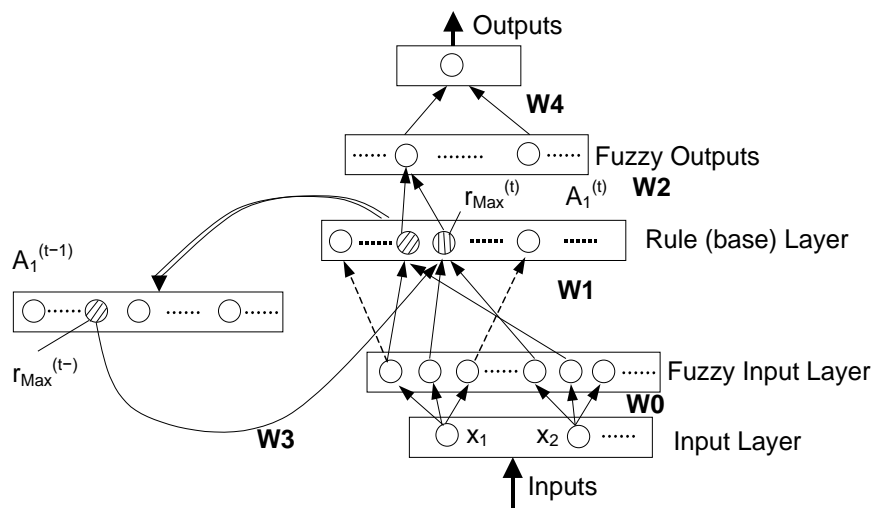 Outputs
W4
Fuzzy Outputs
W2
rMax(t) A1(t)
Rule (base) Layer
A1(t−1)
W1
rMax(t−)
Fuzzy Input Layer
W0
W3
x1 x2
Input Layer
Inputs